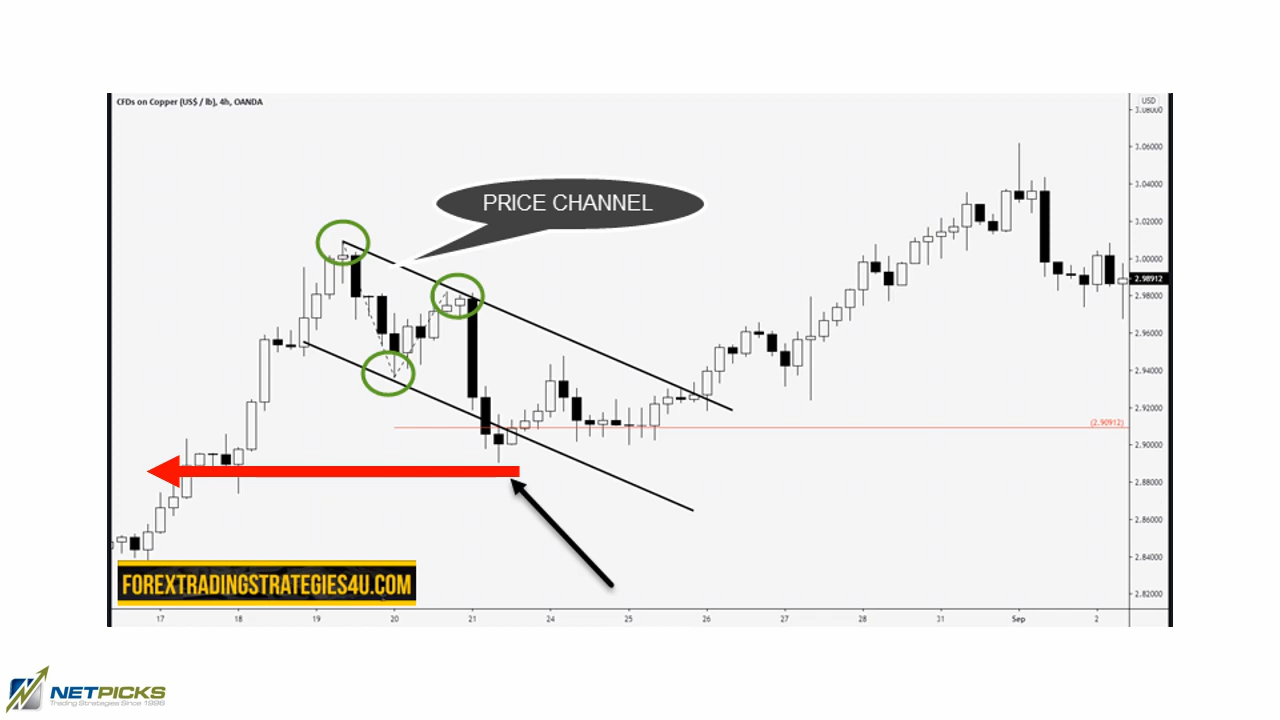 CFDs on Copper (US$ / lb), 4h, OANDA
USD
3.08000
3.06000
PRICE CHANNEL
3.04000
3.02000
3.00000
2.98912
2.98000
2.96000
2.94000
2.92000
(2.90912)
2.90000
2.88000
2.86000
2.84000
FOREXTRADINGSTRATEGIES4U.COM
2.82000
17 18 19 20 21 24 25 26 27 28 31 Sep 2
NETPICKS
Trading Strategies Since 1996